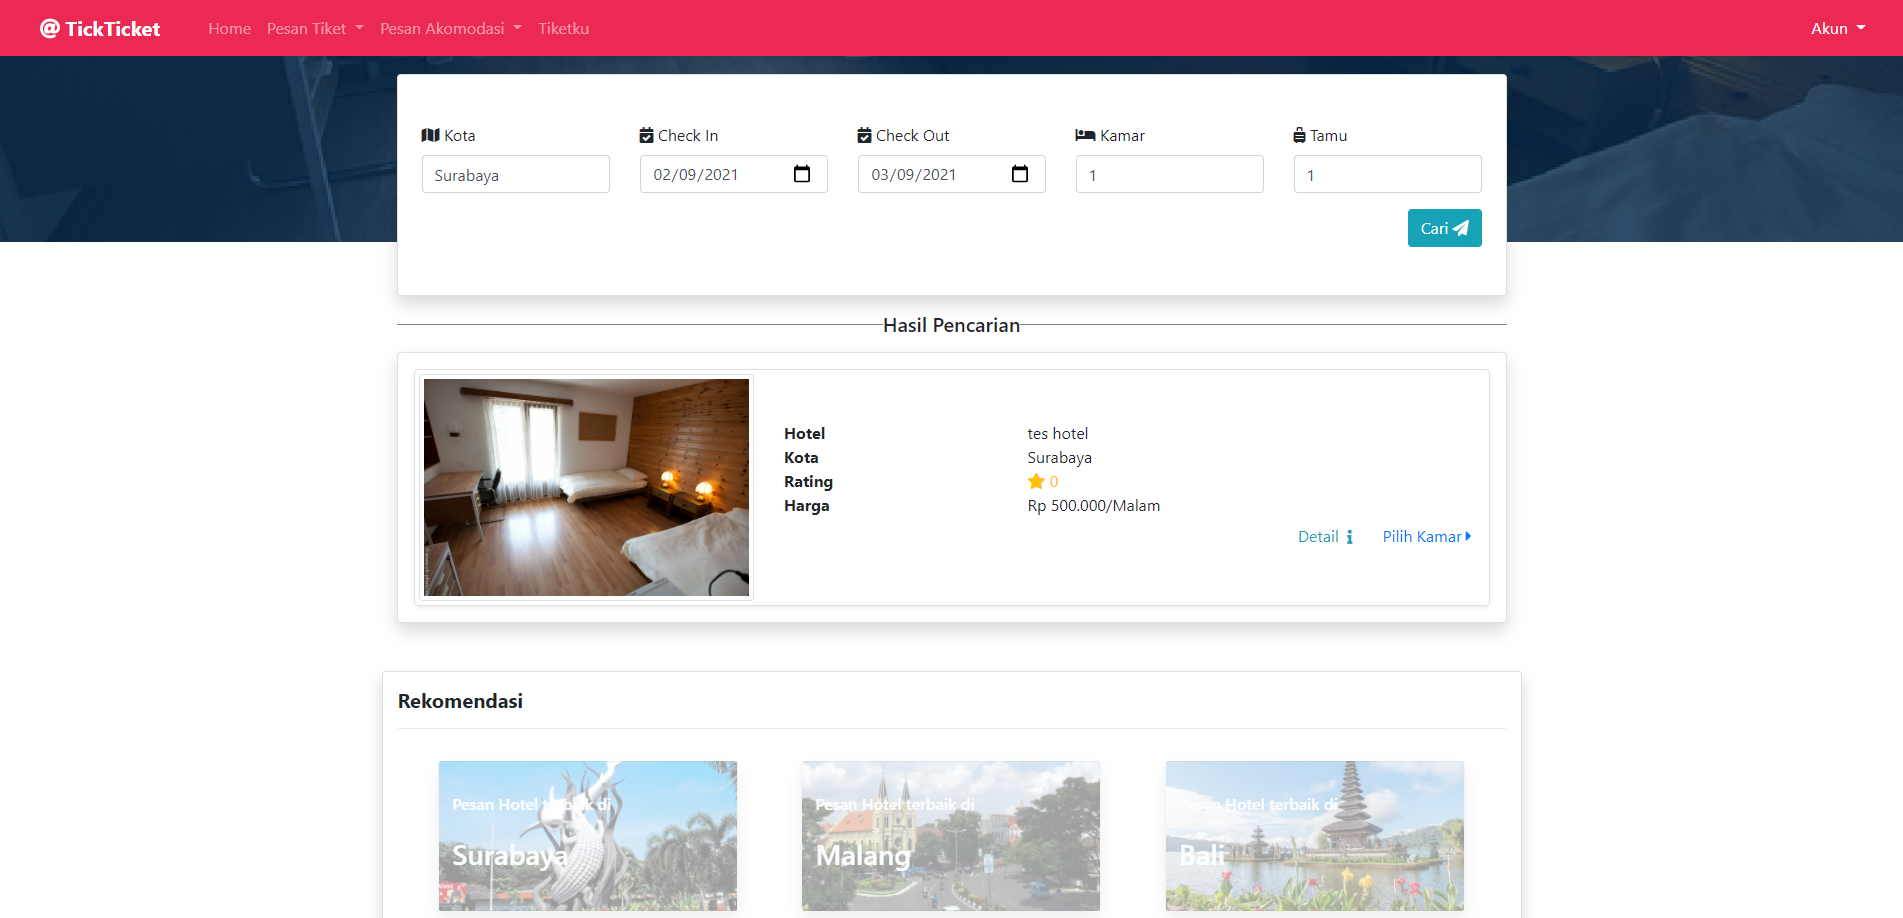 @ TickTicket Home Pesan Tiket Pesan Akomodasi Tiketku Akun
Kota Check In Check Out Kamar Tamu
Surabaya 02/09/2021 03/09/2021 1 1
Cari
Hasil Pencarian
Hotel tes hotel
Kota Surabaya
Rating 0
Harga Rp 500.000/Malam
Detail Pilih Kamar
Rekomendasi
Pesan Hotel terbaik di Pesan Hotel terbaik di Pesan Hotel terbaik di
Surabaya Malang Bali